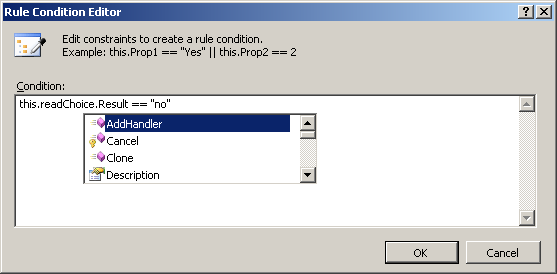 Rule Condition Editor
Edit constraints to create a rule condition.
Example: this.Prop1 == "Yes" || this.Prop2 == 2
Condition:
this.readChoice.Result == "no"
AddHandler
Cancel
Clone
Description
OK
Cancel